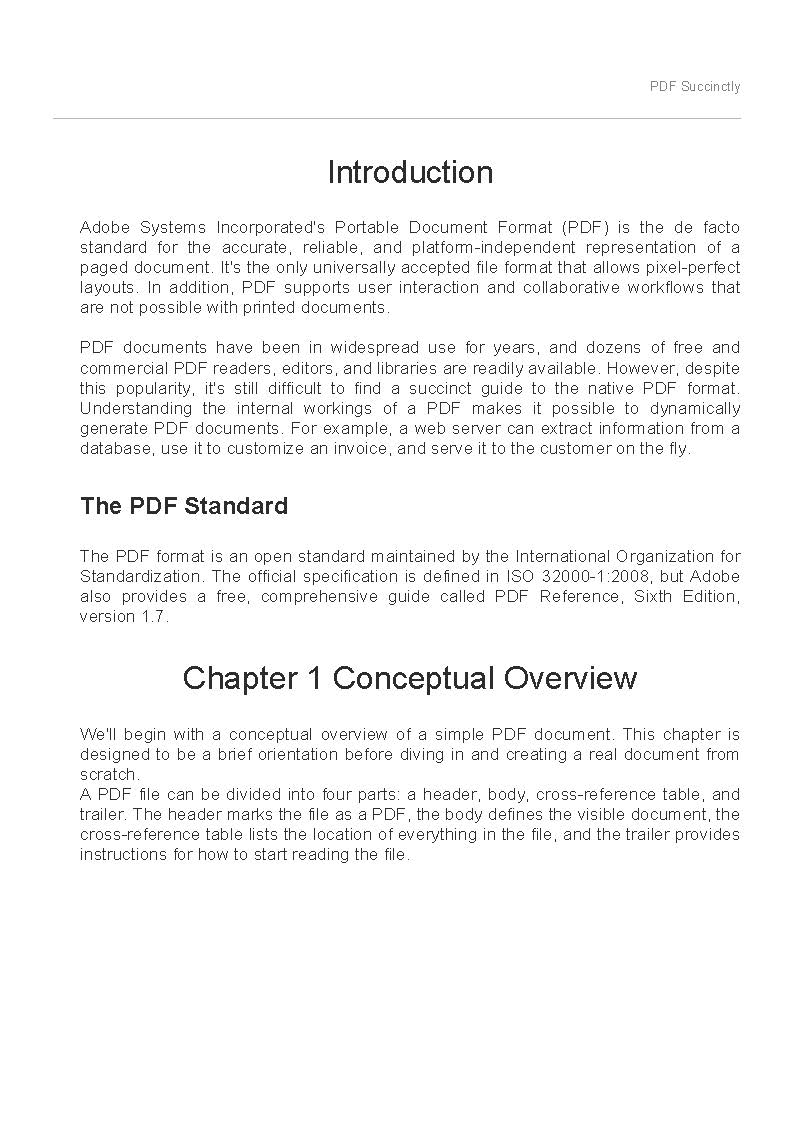 PDF Succinctly
Introduction
Adobe Systems Incorporated's Portable Document Format (PDF) is the de facto
standard for the accurate, reliable, and platform-independent representation of a
paged document. It's the only universally accepted file format that allows pixel-perfect
layouts. In addition, PDF supports user interaction and collaborative workflows that
are not possible with printed documents.
PDF documents have been in widespread use for years, and dozens of free and
commercial PDF readers, editors, and libraries are readily available. However, despite
this popularity, it's still difficult to find a succinct guide to the native PDF format.
Understanding the internal workings of a PDF makes it possible to dynamically
generate PDF documents. For example, a web server can extract information from a
database, use it to customize an invoice, and serve it to the customer on the fly.
The PDF Standard
The PDF format is an open standard maintained by the International Organization for
Standardization. The official specification is defined in ISO 32000-1:2008, but Adobe
also provides a free, comprehensive guide called PDF Reference, Sixth Edition,
version 1.7.
Chapter 1 Conceptual Overview
We'll begin with a conceptual overview of a simple PDF document. This chapter is
designed to be a brief orientation before diving in and creating a real document from
scratch.
A PDF file can be divided into four parts: a header, body, cross-reference table, and
trailer. The header marks the file as a PDF, the body defines the visible document, the
cross-reference table lists the location of everything in the file, and the trailer provides
instructions for how to start reading the file.